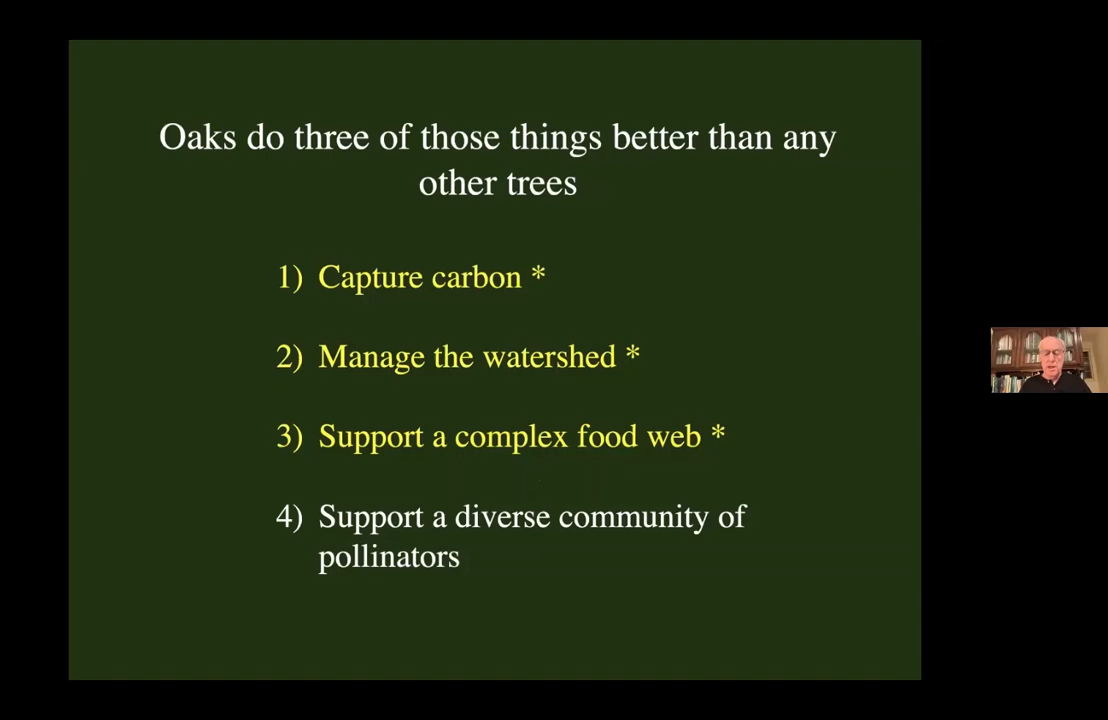 Oaks do three of those things better than any
other trees
1) Capture carbon *
2) Manage the watershed *
3) Support a complex food web *
4) Support a diverse community of
pollinators